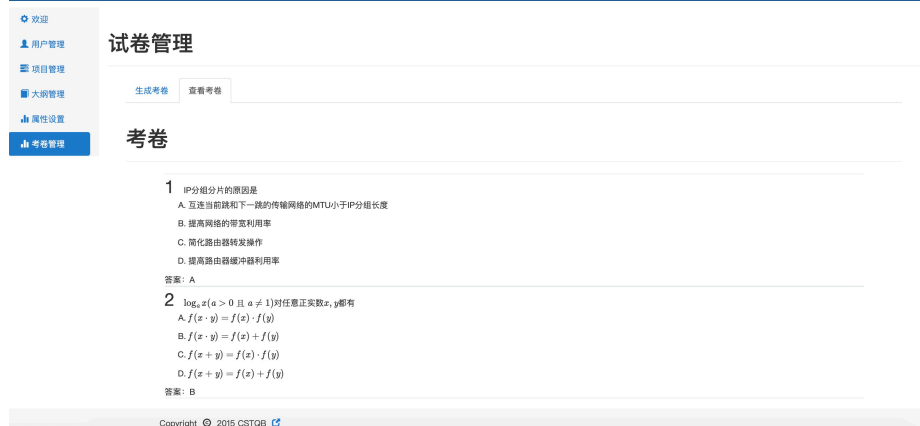 欢迎
用户管理
项目管理
大纲管理
属性设置
考卷管理
试卷管理
生成考卷 查看考卷
考卷
1 IP分组分片的原因是
A. 互连当前跳和下一跳的传输网络的MTU小于IP分组长度
B. 提高网络的带宽利用率
C. 简化路由器转发操作
D. 提高路由器缓冲器利用率
答案：A
2 logₐ x(a > 0 且 a ≠ 1)对任意正实数x, y都有
A. f(x · y) = f(x) · f(y)
B. f(x · y) = f(x) + f(y)
C. f(x + y) = f(x) · f(y)
D. f(x + y) = f(x) + f(y)
答案：B
Copyright © 2015 CSTQB